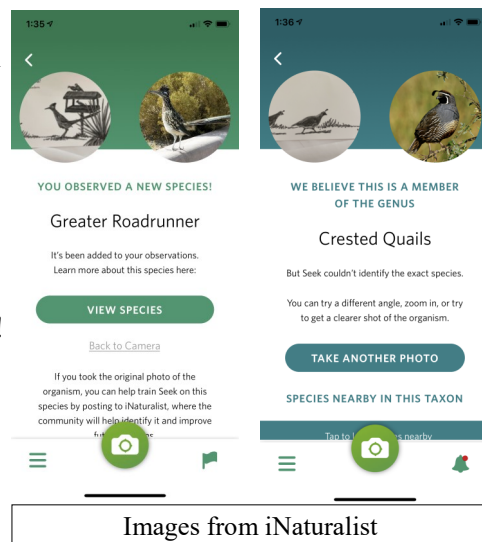 1:35
YOU OBSERVED A NEW SPECIES!
Greater Roadrunner
It's been added to your observations.
Learn more about this species here:
VIEW SPECIES
Back to Camera
If you took the original photo of the
organism, you can help train Seek on this
species by posting to iNaturalist, where the
community will help identify it and improve
1:36
WE BELIEVE THIS IS A MEMBER
OF THE GENUS
Crested Quails
But Seek couldn't identify the exact species.
You can try a different angle, zoom in, or try
to get a clearer shot of the organism.
TAKE ANOTHER PHOTO
SPECIES NEARBY IN THIS TAXON
Tap to nearby
Images from iNaturalist